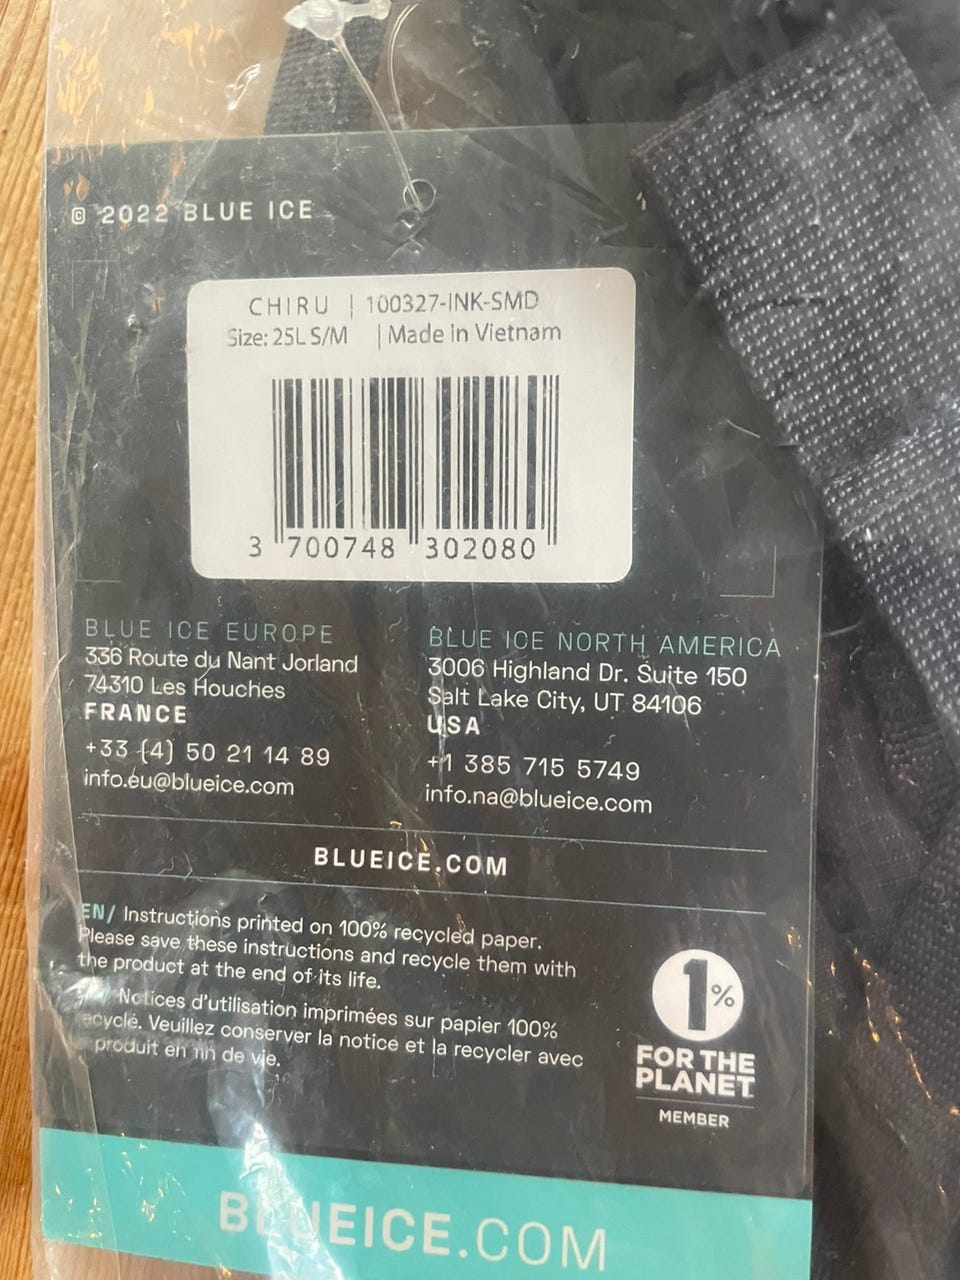 © 2022 BLUE ICE
CHIRU | 100327-INK-SMD
Size: 25L S/M | Made in Vietnam
3 700748 302080
BLUE ICE EUROPE
336 Route du Nant Jorland
74310 Les Houches
FRANCE
+33 (4) 50 21 14 89
info.eu@blueice.com
BLUE ICE NORTH AMERICA
3006 Highland Dr. Suite 150
Salt Lake City, UT 84106
USA
+1 385 715 5749
info.na@blueice.com
BLUEICE.COM
EN/ Instructions printed on 100% recycled paper.
Please save these instructions and recycle them with
the product at the end of its life.
Notices d'utilisation imprimées sur papier 100%
recyclé. Veuillez conserver la notice et la recycler avec
produit en fin de vie.
1%
FOR THE
PLANET
MEMBER
BLUEICE.COM